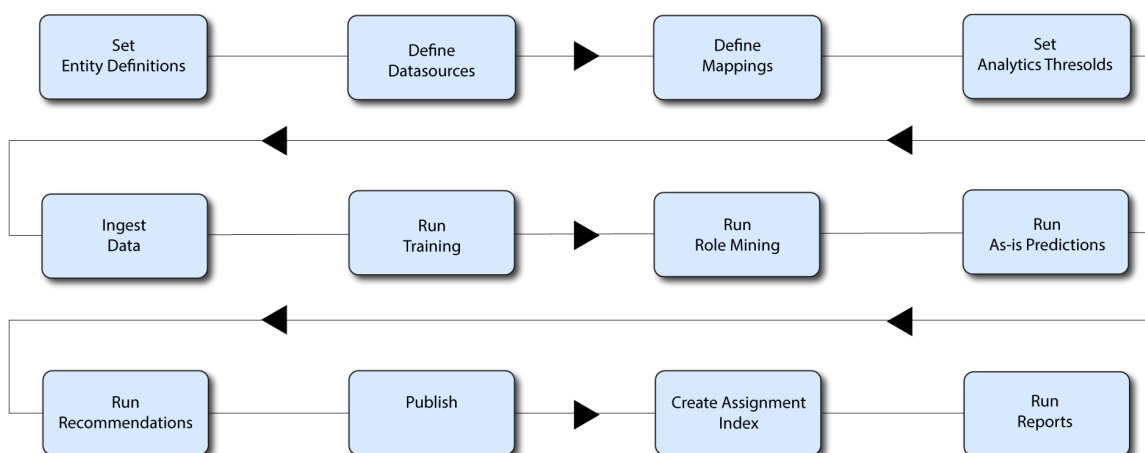 Set
Entity Definitions
Define
Datasources
Define
Mappings
Set
Analytics Thresolds
Ingest
Data
Run
Training
Run
Role Mining
Run
As-is Predictions
Run
Recommendations
Publish
Create Assignment
Index
Run
Reports